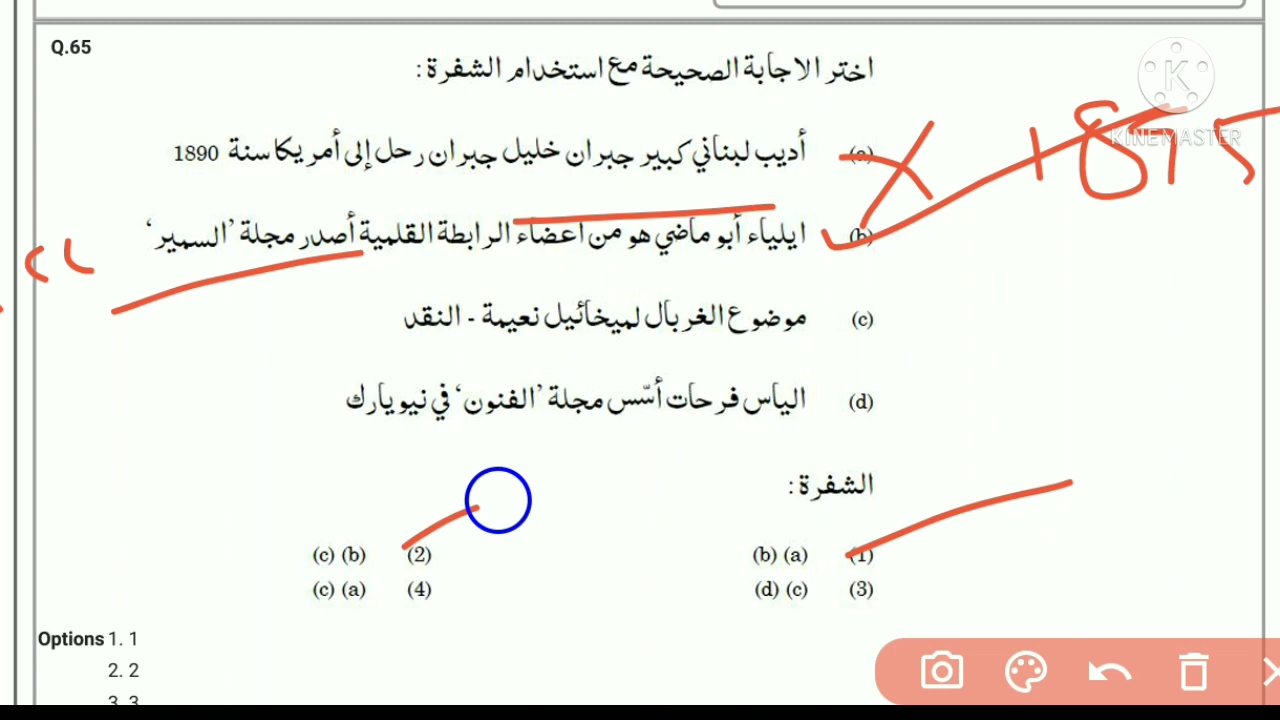 Q.65
اختر الاجابة الصحيحة مع استخدام الشفرة :
(a) أديب لبناني كبير جبران خليل جبران رحل إلى أمريكا سنة 1890
(b) ايلياء أبو ماضي هو من اعضاء الرابطة القلمية أصدر مجلة ’السمير‘
(c) موضوع الغربال لميخائيل نعيمة - النقد
(d) الياس فرحات أسّس مجلة ’الفنون‘ في نيويارك
الشفرة :
(1) (a) (b) (2) (b) (c)
(3) (c) (d) (4) (a) (c)
Options 1. 1
2. 2
3. 3
K
KINEMASTER